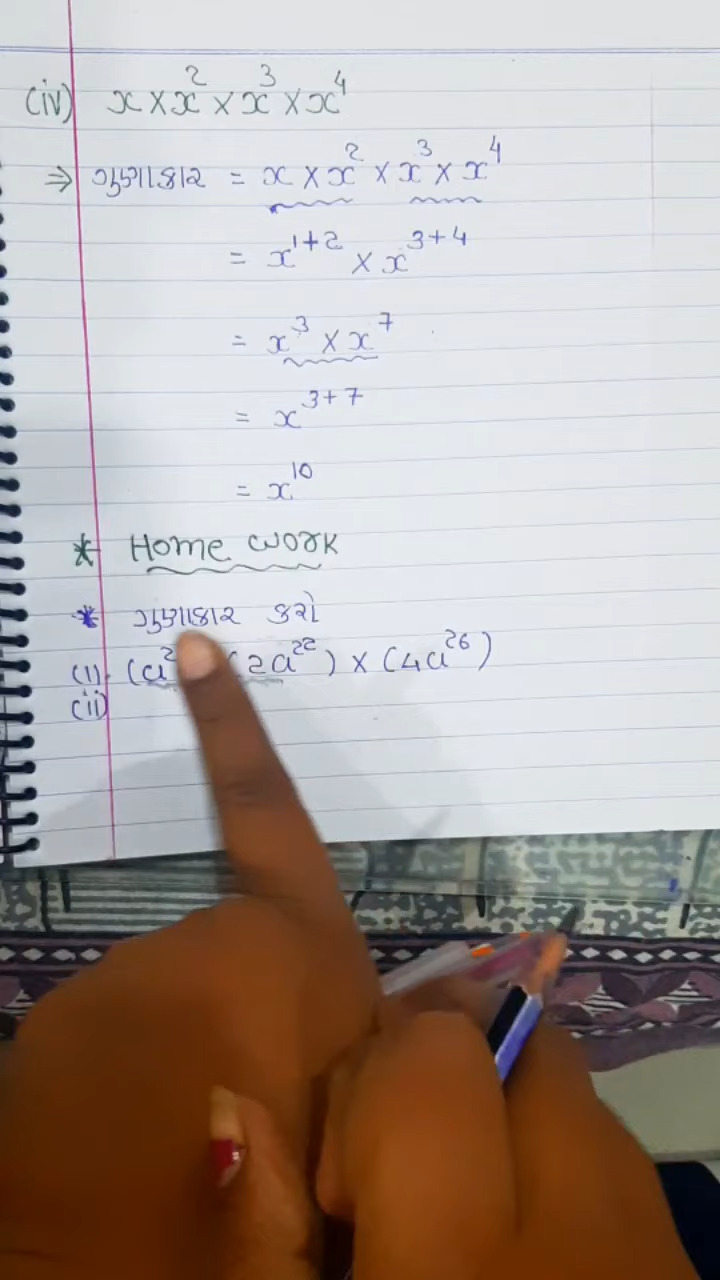 (iv) x × x² × x³ × x⁴
⇒ ગુણાકાર = x × x² × x³ × x⁴
= x¹⁺² × x³⁺⁴
= x³ × x⁷
= x³⁺⁷
= x¹⁰
* Home work
* ગુણાકાર કરો
(i) (a² (2a²²) × (4a²⁶)
(ii)